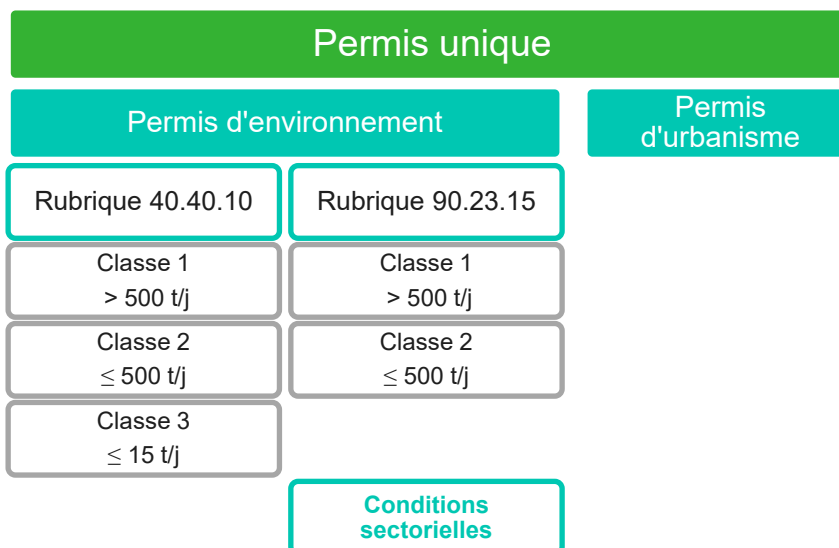 Permis unique
Permis d'environnement
Permis
d'urbanisme
Rubrique 40.40.10
Rubrique 90.23.15
Classe 1
> 500 t/j
Classe 1
> 500 t/j
Classe 2
≤ 500 t/j
Classe 2
≤ 500 t/j
Classe 3
≤ 15 t/j
Conditions
sectorielles